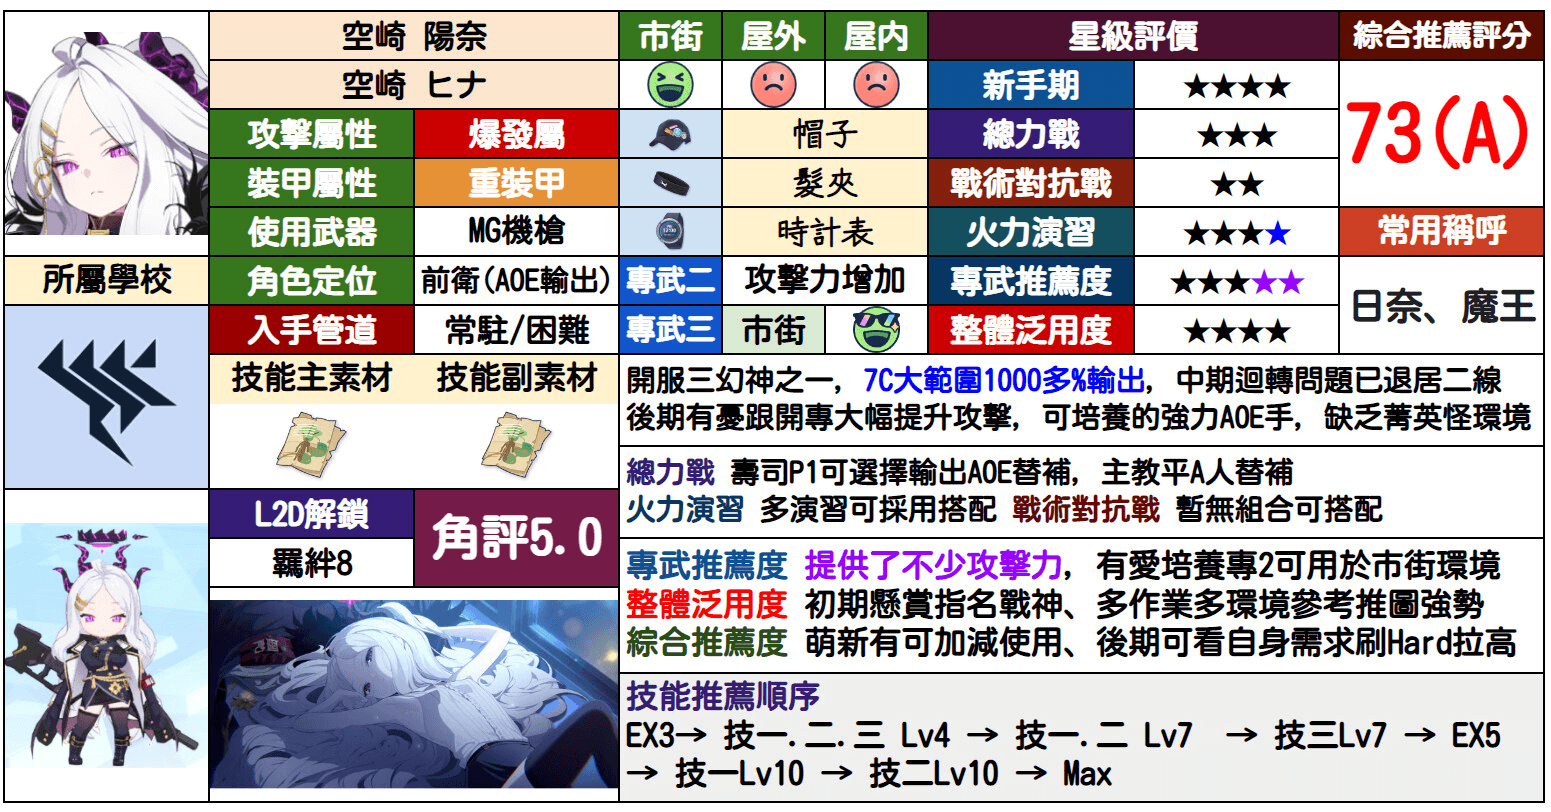 空崎 陽奈
市街
屋外
屋内
星級評價
綜合推薦評分
空崎 ヒナ
新手期
★★★★
73(A)
攻擊屬性
爆發屬
帽子
總力戰
★★★
裝甲屬性
重裝甲
髮夾
戰術對抗戰
★★
使用武器
MG機槍
時計表
火力演習
★★★★
常用稱呼
所屬學校
角色定位
前衛(AOE輸出)
專武二
攻擊力增加
專武推薦度
★★★★★
日奈、魔王
入手管道
常駐/困難
專武三
市街
整體泛用度
★★★★
技能主素材
技能副素材
開服三幻神之一, 7C大範圍1000多%輸出, 中期迴轉問題已退居二線
後期有憂跟開專大幅提升攻擊, 可培養的強力AOE手, 缺乏菁英怪環境
總力戰 壽司P1可選擇輸出AOE替補, 主教平A人替補
火力演習 多演習可採用搭配 戰術對抗戰 暫無組合可搭配
L2D解鎖
角評5.0
羈絆8
專武推薦度 提供了不少攻擊力, 有愛培養專2可用於市街環境
整體泛用度 初期懸賞指名戰神、多作業多環境參考推圖強勢
綜合推薦度 萌新有可加減使用、後期可看自身需求刷Hard拉高
技能推薦順序
EX3→ 技一.二.三 Lv4 → 技一.二 Lv7 → 技三Lv7 → EX5
→ 技一Lv10 → 技二Lv10 → Max